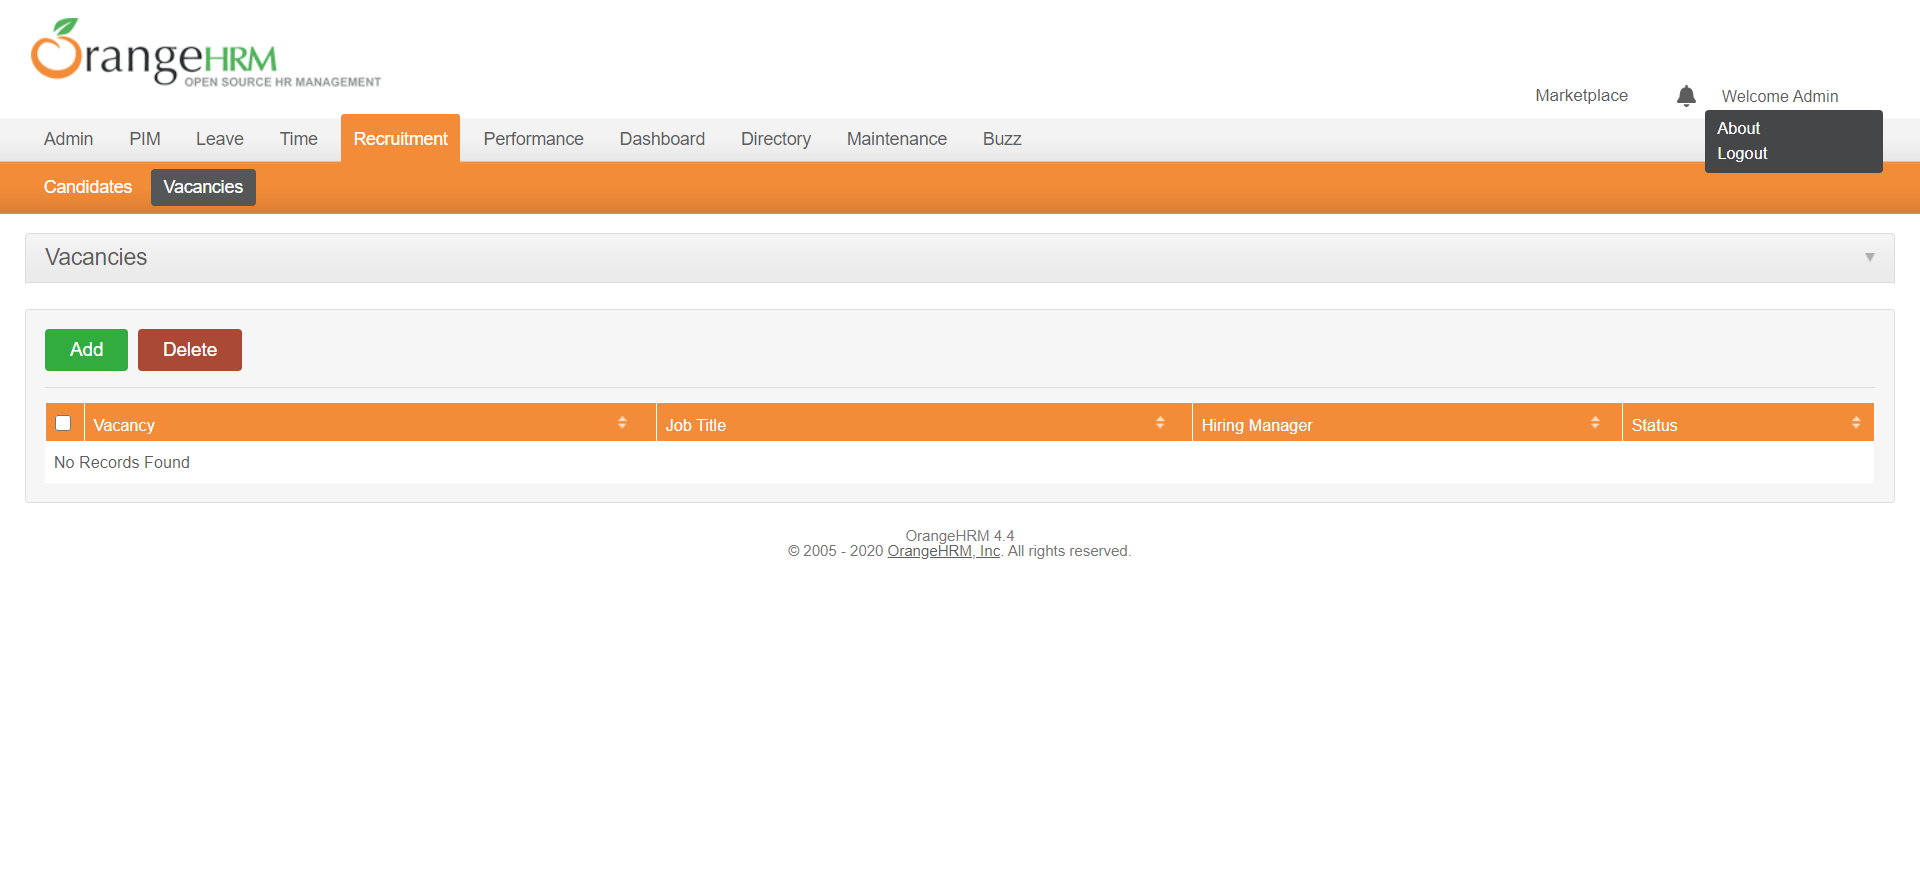 OrangeHRM
OPEN SOURCE HR MANAGEMENT
Marketplace Welcome Admin
About
Logout
Admin PIM Leave Time Recruitment Performance Dashboard Directory Maintenance Buzz
Candidates Vacancies
Vacancies
Add Delete
Vacancy Job Title Hiring Manager Status
No Records Found
OrangeHRM 4.4
© 2005 - 2020 OrangeHRM, Inc. All rights reserved.